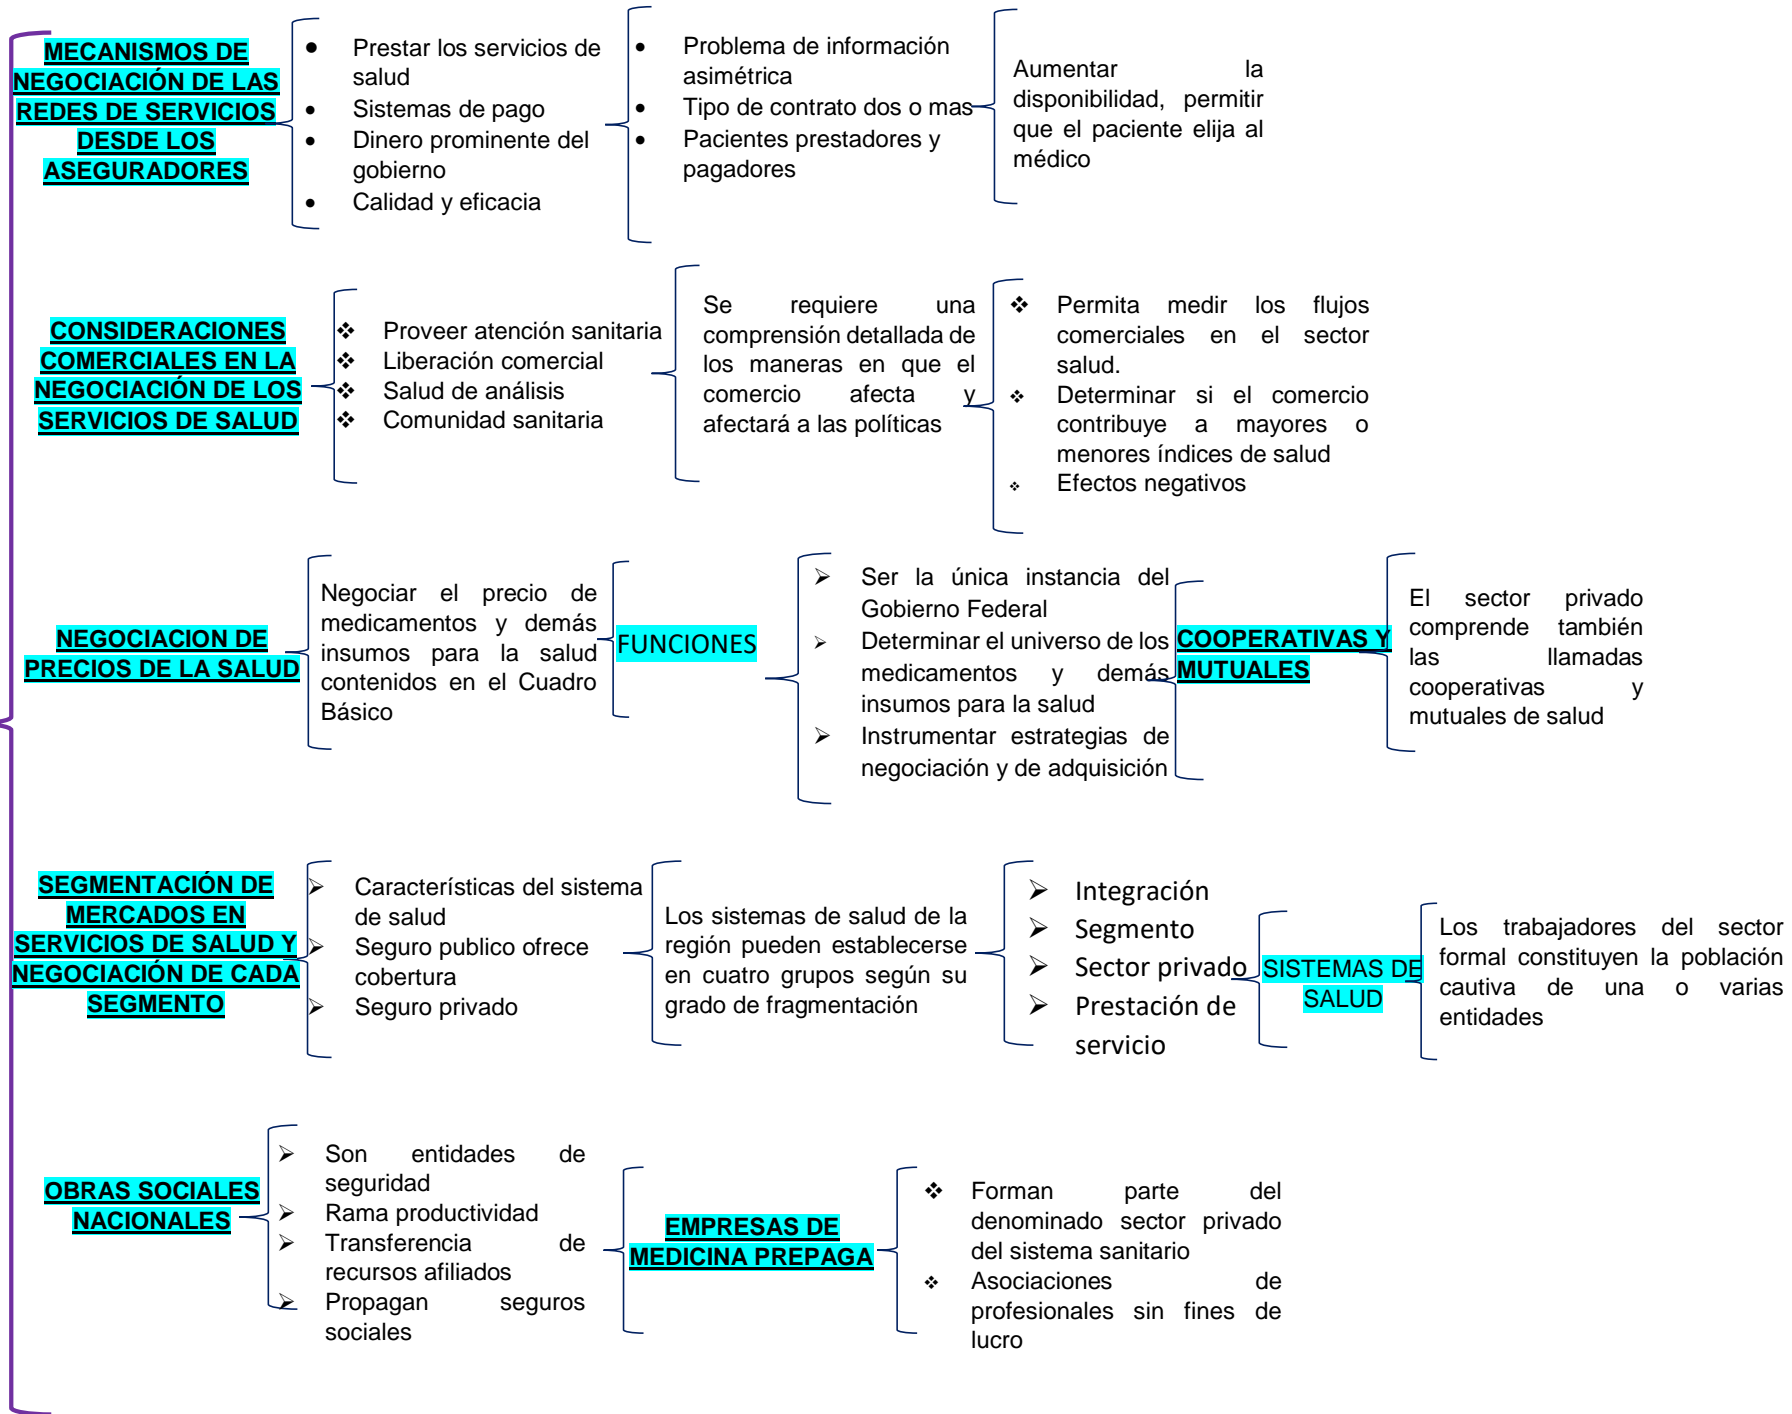 MECANISMOS DE
NEGOCIACIÓN DE LAS
REDES DE SERVICIOS
DESDE LOS
ASEGURADORES
• Prestar los servicios de
salud
• Sistemas de pago
• Dinero prominente del
gobierno
• Calidad y eficacia
• Problema de información
asimétrica
• Tipo de contrato dos o mas
• Pacientes prestadores y
pagadores
Aumentar la
disponibilidad, permitir
que el paciente elija al
médico
CONSIDERACIONES
COMERCIALES EN LA
NEGOCIACIÓN DE LOS
SERVICIOS DE SALUD
❖ Proveer atención sanitaria
❖ Liberación comercial
❖ Salud de análisis
❖ Comunidad sanitaria
Se requiere una
comprensión detallada de
los maneras en que el
comercio afecta y
afectará a las políticas
❖ Permita medir los flujos
comerciales en el sector
salud.
❖ Determinar si el comercio
contribuye a mayores o
menores índices de salud
❖ Efectos negativos
NEGOCIACION DE
PRECIOS DE LA SALUD
Negociar el precio de
medicamentos y demás
insumos para la salud
contenidos en el Cuadro
Básico
FUNCIONES
➢ Ser la única instancia del
Gobierno Federal
➢ Determinar el universo de los
medicamentos y demás
insumos para la salud
➢ Instrumentar estrategias de
negociación y de adquisición
COOPERATIVAS Y
MUTUALES
El sector privado
comprende también
las llamadas
cooperativas y
mutuales de salud
SEGMENTACIÓN DE
MERCADOS EN
SERVICIOS DE SALUD Y
NEGOCIACIÓN DE CADA
SEGMENTO
➢ Características del sistema
de salud
➢ Seguro publico ofrece
cobertura
➢ Seguro privado
Los sistemas de salud de la
región pueden establecerse
en cuatro grupos según su
grado de fragmentación
➢ Integración
➢ Segmento
➢ Sector privado
➢ Prestación de
servicio
SISTEMAS DE
SALUD
Los trabajadores del sector
formal constituyen la población
cautiva de una o varias
entidades
OBRAS SOCIALES
NACIONALES
➢ Son entidades de
seguridad
➢ Rama productividad
➢ Transferencia de
recursos afiliados
➢ Propagan seguros
sociales
EMPRESAS DE
MEDICINA PREPAGA
❖ Forman parte del
denominado sector privado
del sistema sanitario
❖ Asociaciones de
profesionales sin fines de
lucro